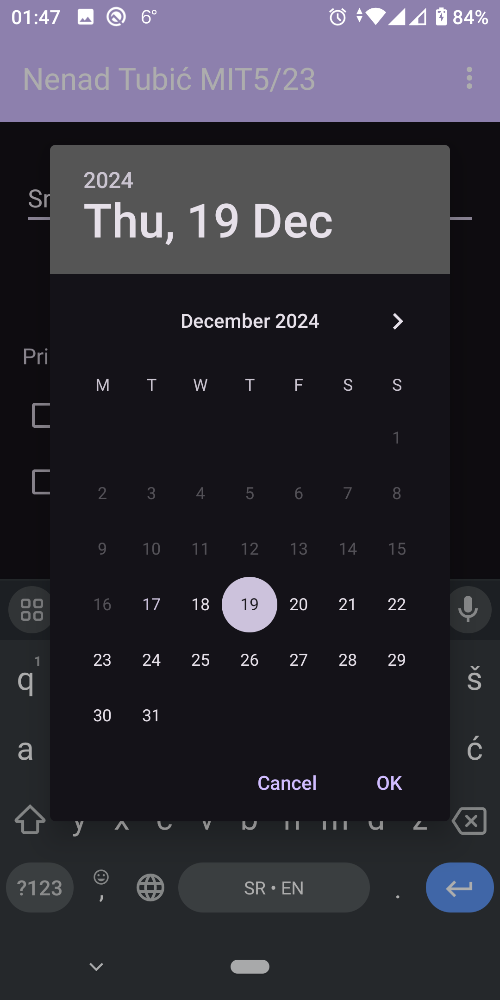 01:47 6° 84%
Nenad Tubić MIT5/23
2024
Thu, 19 Dec
December 2024
M T W T F S S
1
2 3 4 5 6 7 8
9 10 11 12 13 14 15
16 17 18 19 20 21 22
23 24 25 26 27 28 29
30 31
Cancel OK
q 1 š
a ć
y x c v b n m
?123 , SR • EN .